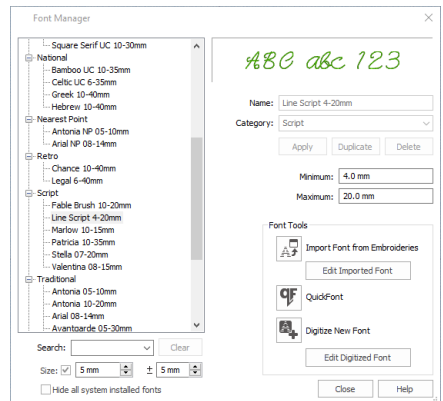 Font Manager
Square Serif UC 10-30mm
National
Bamboo UC 10-35mm
Celtic UC 6-35mm
Greek 10-40mm
Hebrew 10-40mm
Nearest Point
Antonia NP 05-10mm
Arial NP 08-14mm
Retro
Chance 10-40mm
Legal 6-40mm
Script
Fable Brush 10-20mm
Line Script 4-20mm
Marlow 10-15mm
Patricia 10-35mm
Stella 07-20mm
Valentina 08-15mm
Traditional
Antonia 05-10mm
Antonia 10-20mm
Arial 08-14mm
Avantgarde 05-30mm
Search:
Clear
Size: 5 mm ± 5 mm
Hide all system installed fonts
ABC abc 123
Name: Line Script 4-20mm
Category: Script
Apply Duplicate Delete
Minimum: 4.0 mm
Maximum: 20.0 mm
Font Tools
Import Font from Embroideries
Edit Imported Font
QuickFont
Digitize New Font
Edit Digitized Font
Close Help